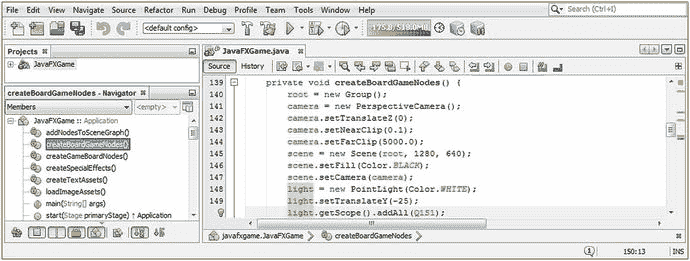 File Edit View Navigate Source Refactor Run Debug Profile Team Tools Window Help
Search (Ctrl+I)
<default config>
Projects
JavaFXGame
createBoardGameNodes() - Navigator
Members
<empty>
JavaFXGame :: Application
addNodesToSceneGraph()
createBoardGameNodes()
createGameBoardNodes()
createSpecialEffects()
createTextAssets()
loadImageAssets()
main(String[] args)
start(Stage primaryStage) ↑ Application
JavaFXGame.java
Source History
139 private void createBoardGameNodes() {
140 root = new Group();
141 camera = new PerspectiveCamera();
142 camera.setTranslateZ(0);
143 camera.setNearClip(0.1);
144 camera.setFarClip(5000.0);
145 scene = new Scene(root, 1280, 640);
146 scene.setFill(Color.BLACK);
147 scene.setCamera(camera);
148 light = new PointLight(Color.WHITE);
149 light.setTranslateY(-25);
light.getScope().addAll(Q1S1)
javafxgame.JavaFXGame createBoardGameNodes
1 150:13 INS